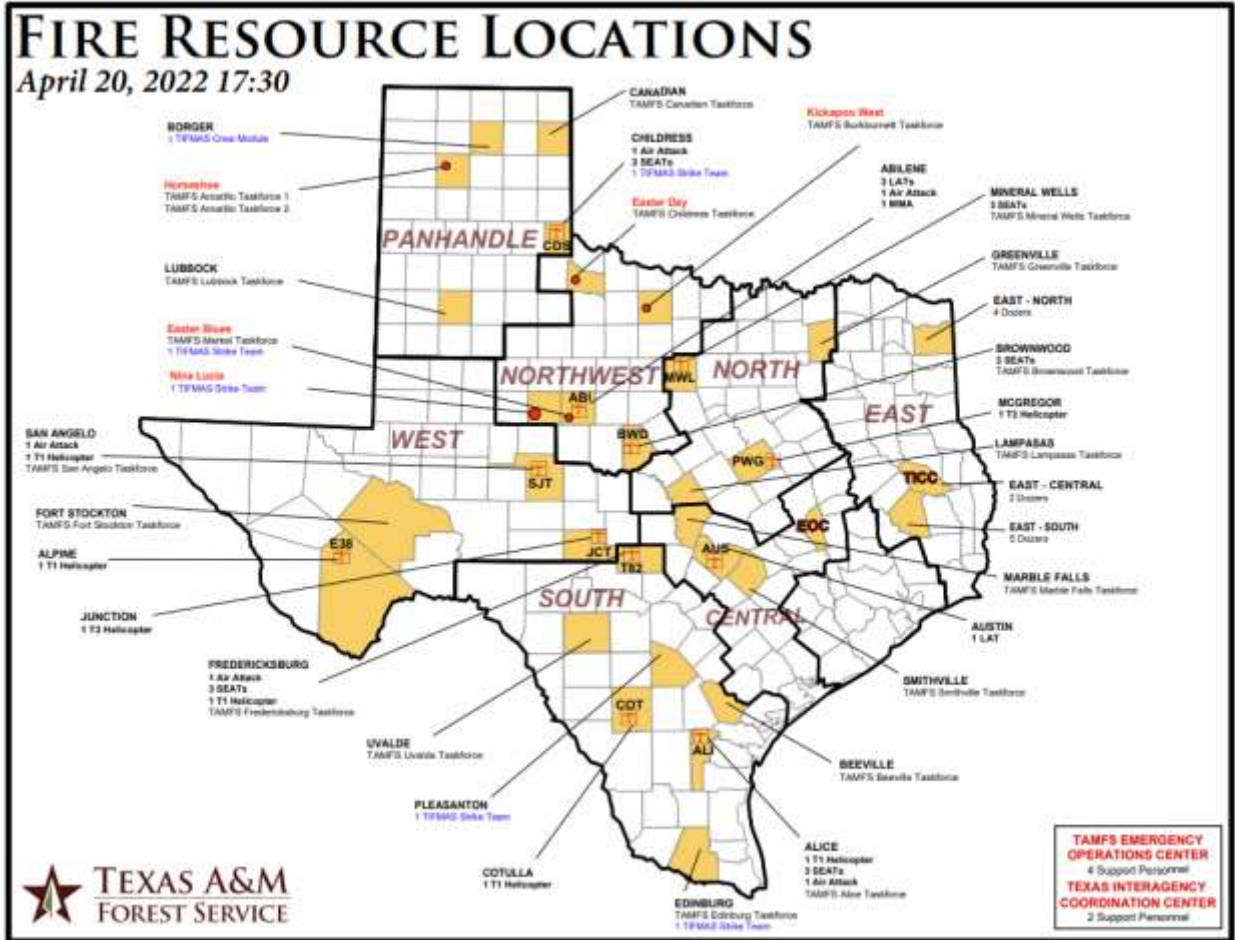 FIRE RESOURCE LOCATIONS
April 20, 2022 17:30
BORGER
1 TIFMAS Crew Module
Horseshoe
TAMFS Amarillo Taskforce 1
TAMFS Amarillo Taskforce 2
LUBBOCK
TAMFS Lubbock Taskforce
Easter Blues
TAMFS Merkel Taskforce
1 TIFMAS Strike Team
Nina Lucia
1 TIFMAS Strike Team
SAN ANGELO
1 Air Attack
1 T1 Helicopter
TAMFS San Angelo Taskforce
FORT STOCKTON
TAMFS Fort Stockton Taskforce
ALPINE
1 T1 Helicopter
JUNCTION
1 T3 Helicopter
FREDERICKSBURG
1 Air Attack
3 SEATs
1 T1 Helicopter
TAMFS Fredericksburg Taskforce
UVALDE
TAMFS Uvalde Taskforce
PLEASANTON
1 TIFMAS Strike Team
COTULLA
1 T1 Helicopter
EDINBURG
TAMFS Edinburg Taskforce
1 TIFMAS Strike Team
CANADIAN
TAMFS Canadian Taskforce
CHILDRESS
1 Air Attack
3 SEATs
1 TIFMAS Strike Team
Easter Day
TAMFS Childress Taskforce
Kickapoo West
TAMFS Burkburnett Taskforce
ABILENE
3 LATs
1 Air Attack
1 MMA
MINERAL WELLS
3 SEATs
TAMFS Mineral Wells Taskforce
GREENVILLE
TAMFS Greenville Taskforce
EAST - NORTH
4 Dozers
BROWNWOOD
3 SEATs
TAMFS Brownwood Taskforce
MCGREGOR
1 T3 Helicopter
LAMPASAS
TAMFS Lampasas Taskforce
EAST - CENTRAL
2 Dozers
EAST - SOUTH
5 Dozers
MARBLE FALLS
TAMFS Marble Falls Taskforce
AUSTIN
1 LAT
SMITHVILLE
TAMFS Smithville Taskforce
BEEVILLE
TAMFS Beeville Taskforce
ALICE
1 T1 Helicopter
3 SEATs
1 Air Attack
TAMFS Alice Taskforce
PANHANDLE
CDS
NORTHWEST
ABI
MWL
NORTH
EAST
WEST
BWD
SJT
PWG
TICC
E38
JCT
T82
AUS
EOC
SOUTH
CENTRAL
COT
ALI
TEXAS A&M
FOREST SERVICE
TAMFS EMERGENCY
OPERATIONS CENTER
4 Support Personnel
TEXAS INTERAGENCY
COORDINATION CENTER
2 Support Personnel